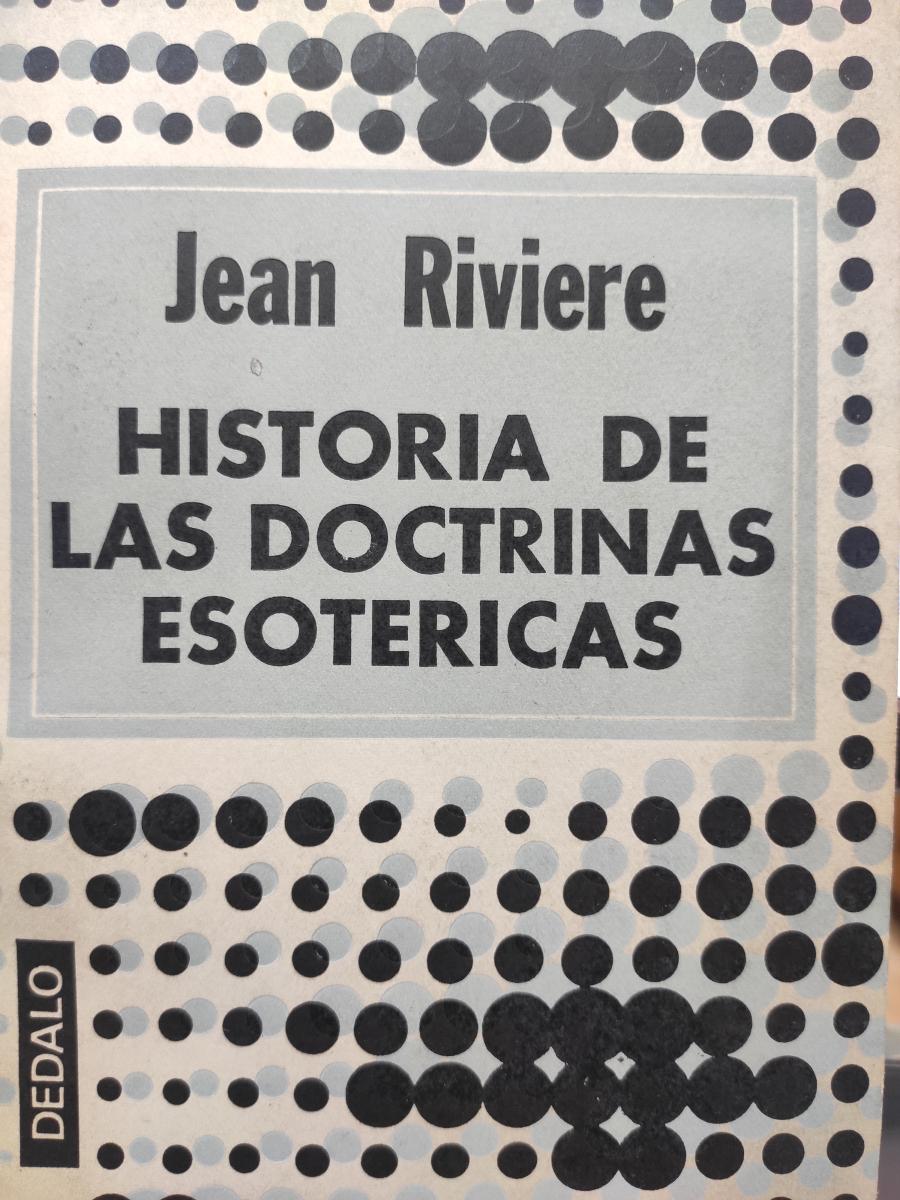 Jean Riviere
HISTORIA DE
LAS DOCTRINAS
ESOTERICAS
DEDALO